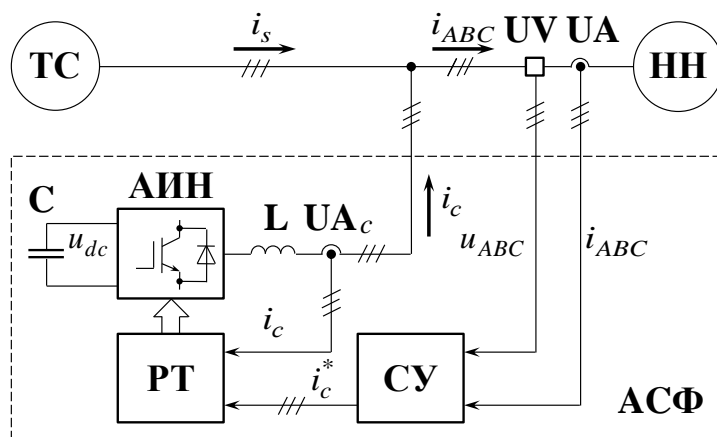 i_s
i_ABC UV UA
ТС
НН
АИН
С
u_dc
L UA_c
i_c
u_ABC
i_ABC
i_c
РТ
i_c^*
СУ
АСФ